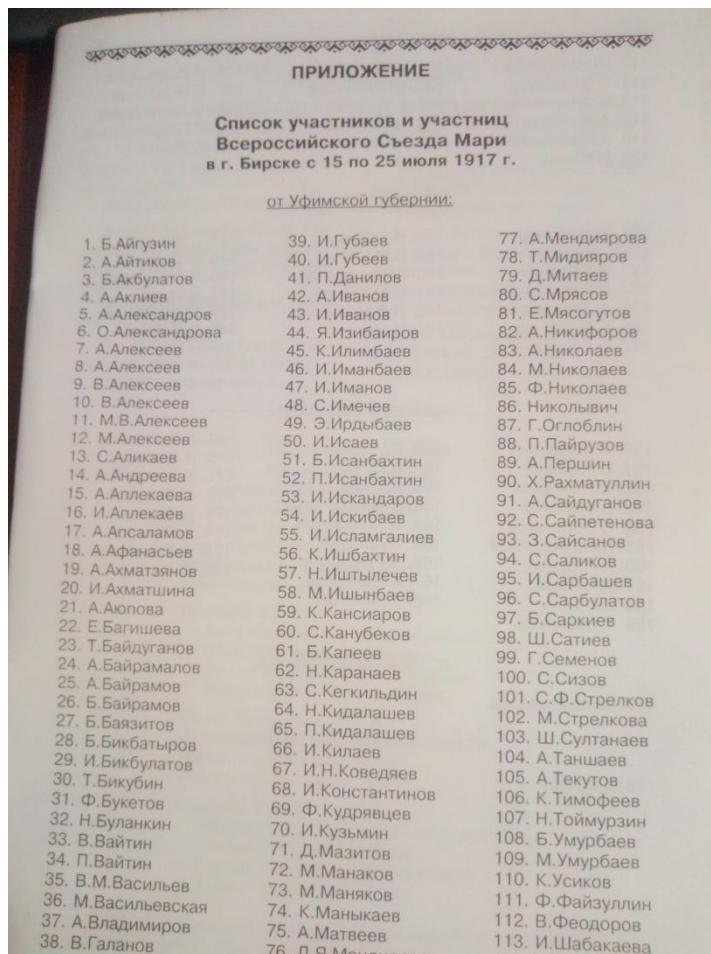 ПРИЛОЖЕНИЕ
Список участников и участниц
Всероссийского Съезда Мари
в г. Бирске с 15 по 25 июля 1917 г.
от Уфимской губернии:
1. Б.Айгузин
2. А.Айтиков
3. Б.Акбулатов
4. А.Аклиев
5. А.Александров
6. О.Александрова
7. А.Алексеев
8. А.Алексеев
9. В.Алексеев
10. В.Алексеев
11. М.В.Алексеев
12. М.Алексеев
13. С.Аликаев
14. А.Андреева
15. А.Аплекаева
16. И.Аплекаев
17. А.Апсаламов
18. А.Афанасьев
19. А.Ахматзянов
20. И.Ахматшина
21. А.Аюпова
22. Е.Багишева
23. Т.Байдуганов
24. А.Байрамалов
25. А.Байрамов
26. Б.Байрамов
27. Б.Баязитов
28. Б.Бикбатыров
29. И.Бикбулатов
30. Т.Бикубин
31. Ф.Букетов
32. Н.Буланкин
33. В.Вайтин
34. П.Вайтин
35. В.М.Васильев
36. М.Васильевская
37. А.Владимиров
38. В.Галанов
39. И.Губаев
40. И.Губеев
41. П.Данилов
42. А.Иванов
43. И.Иванов
44. Я.Изибаиров
45. К.Илимбаев
46. И.Иманбаев
47. И.Иманов
48. С.Имечев
49. Э.Ирдыбаев
50. И.Исаев
51. Б.Исанбахтин
52. П.Исанбахтин
53. И.Искандаров
54. И.Искибаев
55. И.Исламгалиев
56. К.Ишбахтин
57. Н.Иштылечев
58. М.Ишынбаев
59. К.Кансиаров
60. С.Канубеков
61. Б.Капеев
62. Н.Каранаев
63. С.Кегкильдин
64. Н.Кидалашев
65. П.Кидалашев
66. И.Килаев
67. И.Н.Коведяев
68. И.Константинов
69. Ф.Кудрявцев
70. И.Кузьмин
71. Д.Мазитов
72. М.Манаков
73. М.Маняков
74. К.Маныкаев
75. А.Матвеев
76.
77. А.Мендиярова
78. Т.Мидияров
79. Д.Митаев
80. С.Мрясов
81. Е.Мясогутов
82. А.Никифоров
83. А.Николаев
84. М.Николаев
85. Ф.Николаев
86. Николывич
87. Г.Оглоблин
88. П.Пайрузов
89. А.Першин
90. Х.Рахматуллин
91. А.Сайдуганов
92. С.Сайпетенова
93. З.Сайсанов
94. С.Саликов
95. И.Сарбашев
96. С.Сарбулатов
97. Б.Саркиев
98. Ш.Сатиев
99. Г.Семенов
100. С.Сизов
101. С.Ф.Стрелков
102. М.Стрелкова
103. Ш.Султанаев
104. А.Таншаев
105. А.Текутов
106. К.Тимофеев
107. Н.Тоймурзин
108. Б.Умурбаев
109. М.Умурбаев
110. К.Усиков
111. Ф.Файзуллин
112. В.Феодоров
113. И.Шабакаева